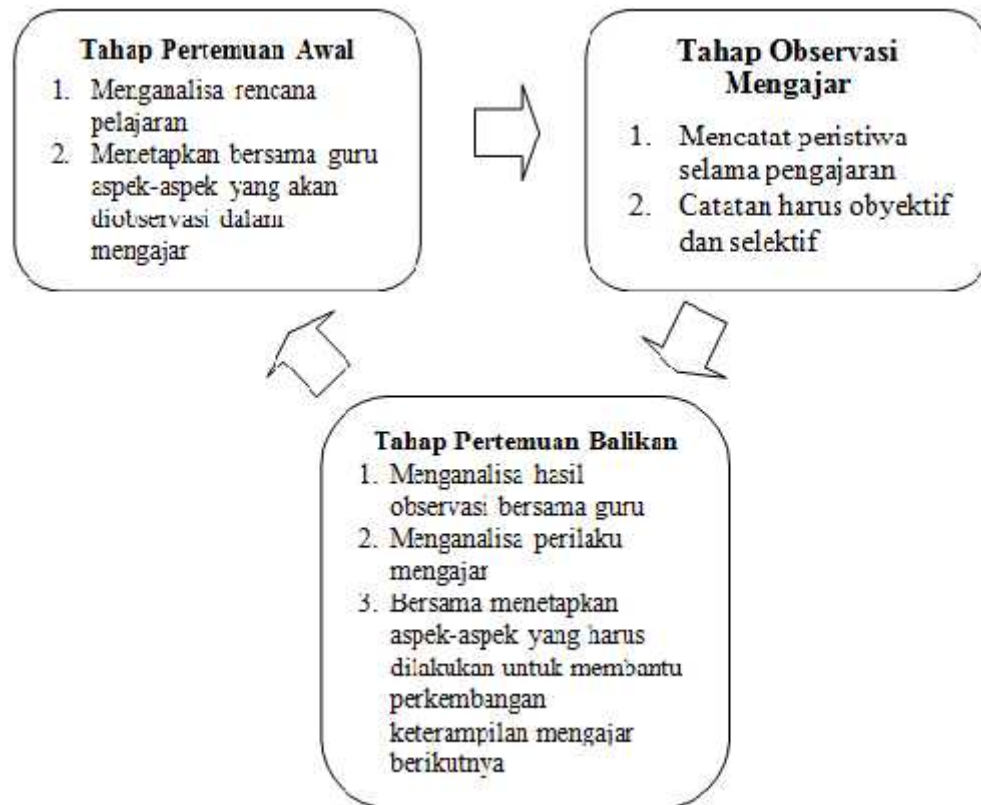 Tahap Pertemuan Awal
1. Menganalisa rencana
pelajaran
2. Menetapkan bersama guru
aspek-aspek yang akan
diobservasi dalam
mengajar
Tahap Observasi
Mengajar
1. Mencatat peristiwa
selama pengajaran
2. Catatan harus obyektif
dan selektif
Tahap Pertemuan Balikan
1. Menganalisa hasil
observasi bersama guru
2. Menganalisa perilaku
mengajar
3. Bersama menetapkan
aspek-aspek yang harus
dilakukan untuk membantu
perkembangan
keterampilan mengajar
berikutnya